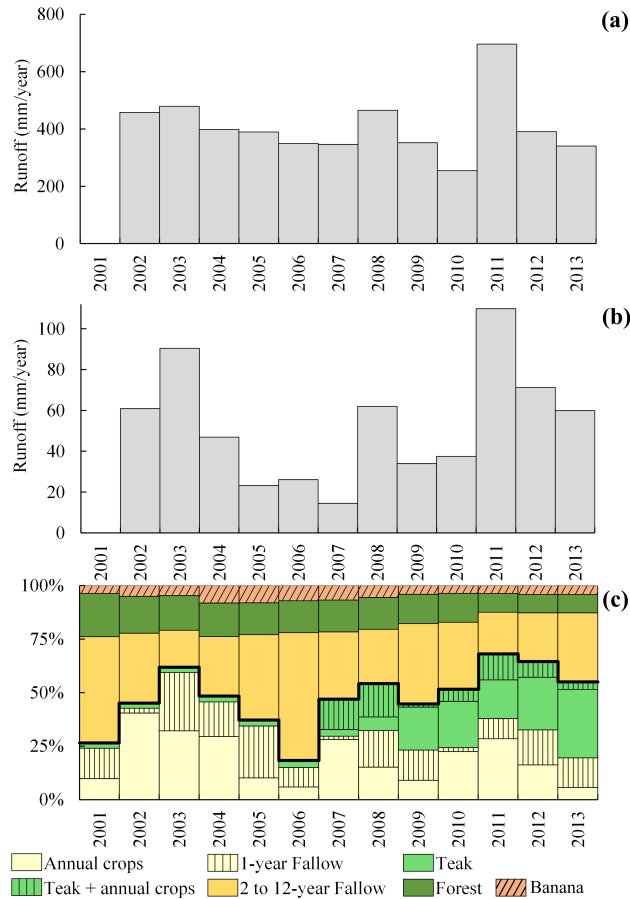 (a)
Runoff (mm/year)
800
600
400
200
0
2001 2002 2003 2004 2005 2006 2007 2008 2009 2010 2011 2012 2013
(b)
Runoff (mm/year)
100
80
60
40
20
0
2001 2002 2003 2004 2005 2006 2007 2008 2009 2010 2011 2012 2013
(c)
100%
75%
50%
25%
0%
2001 2002 2003 2004 2005 2006 2007 2008 2009 2010 2011 2012 2013
Annual crops 1-year Fallow Teak
Teak + annual crops 2 to 12-year Fallow Forest Banana